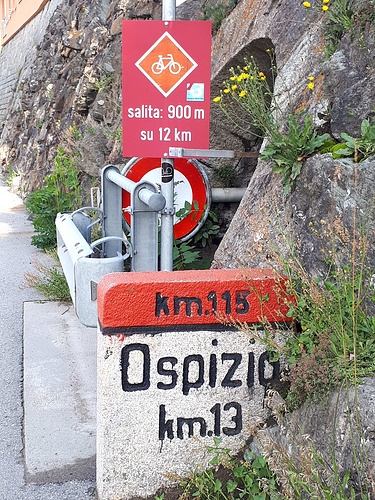 salita: 900 m
su 12 km
km.115
Ospizio
km.13